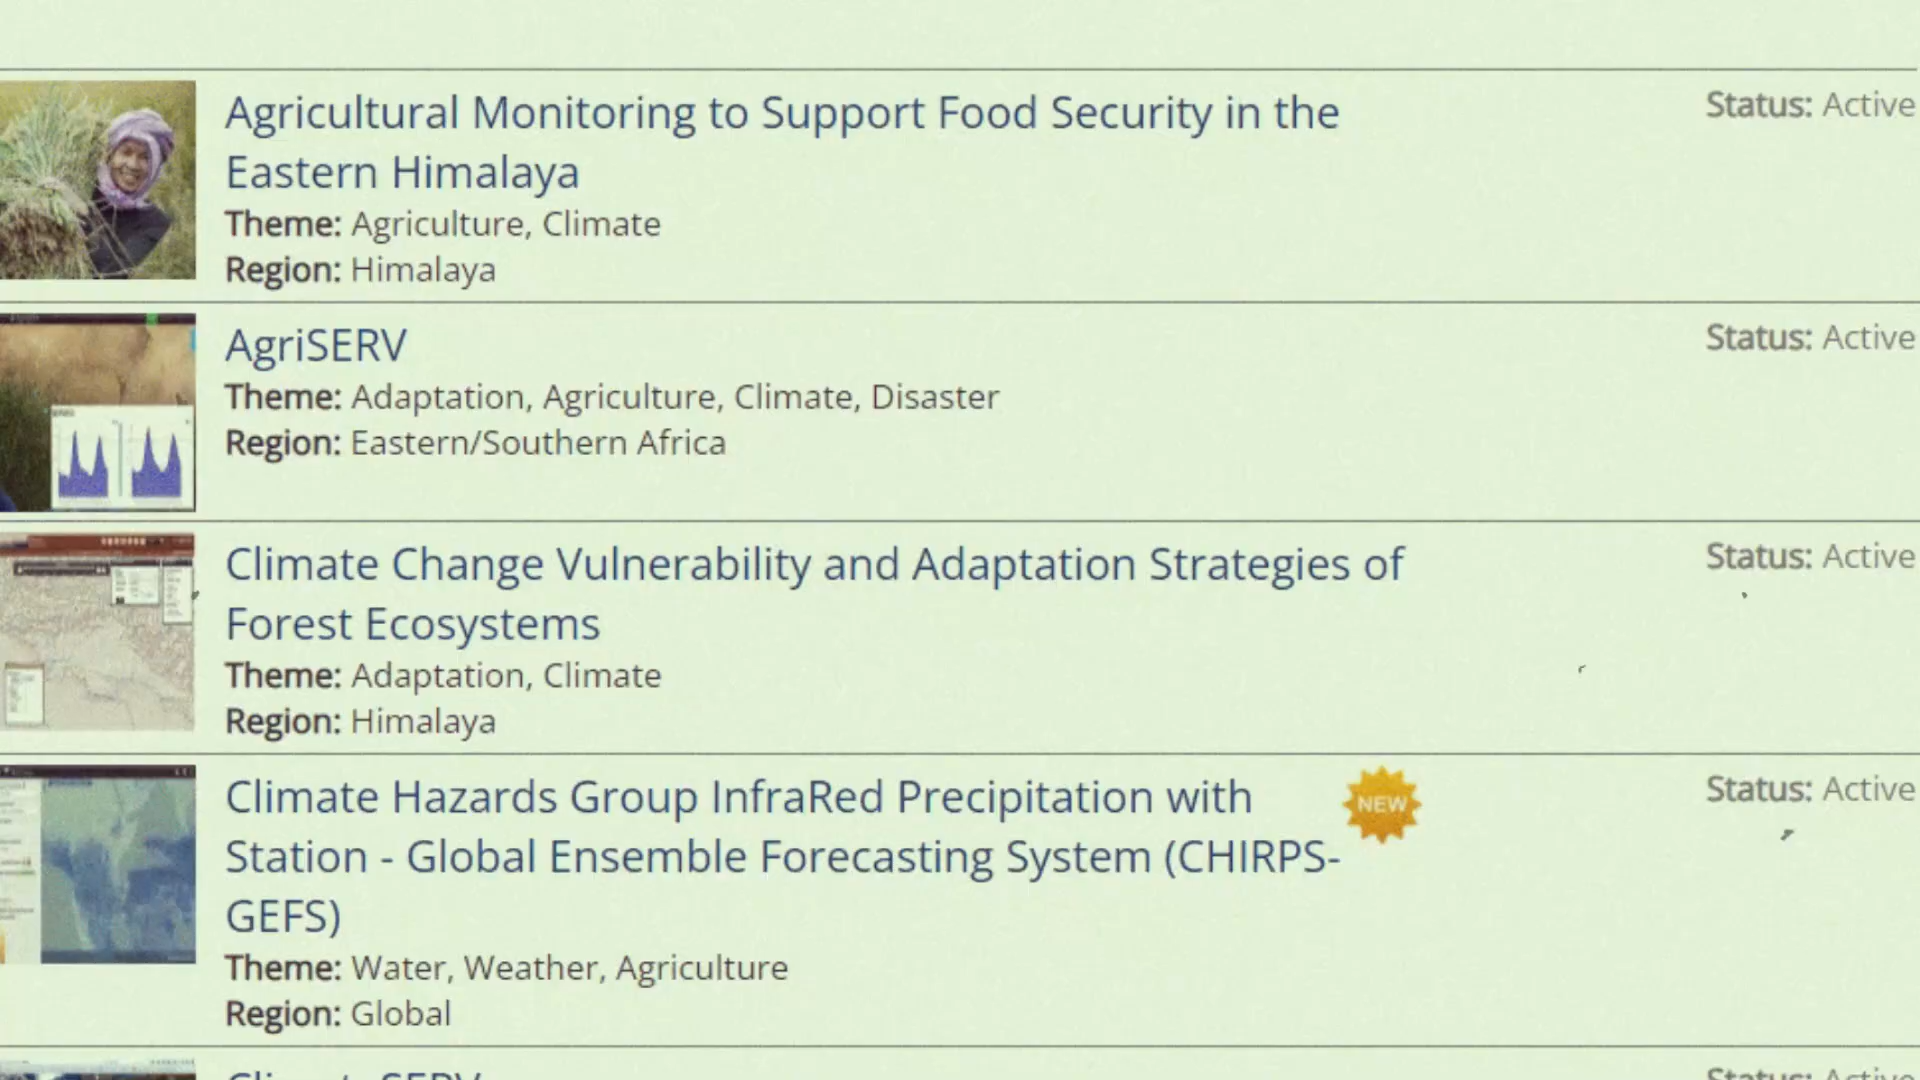 Agricultural Monitoring to Support Food Security in the
Eastern Himalaya
Theme: Agriculture, Climate
Region: Himalaya
Status: Active
AgriSERV
Theme: Adaptation, Agriculture, Climate, Disaster
Region: Eastern/Southern Africa
Status: Active
Climate Change Vulnerability and Adaptation Strategies of
Forest Ecosystems
Theme: Adaptation, Climate
Region: Himalaya
Status: Active
Climate Hazards Group InfraRed Precipitation with
Station - Global Ensemble Forecasting System (CHIRPS-
GEFS)
NEW
Theme: Water, Weather, Agriculture
Region: Global
Status: Active
ClimateSERV
Status: Active